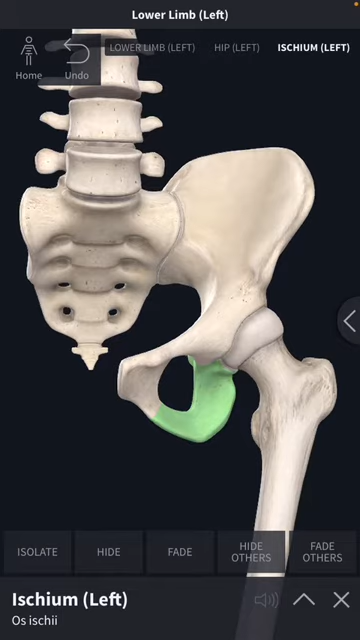 Lower Limb (Left)
Home
Undo
LOWER LIMB (LEFT)
HIP (LEFT)
ISCHIUM (LEFT)
ISOLATE
HIDE
FADE
HIDE
OTHERS
FADE
OTHERS
Ischium (Left)
Os ischii